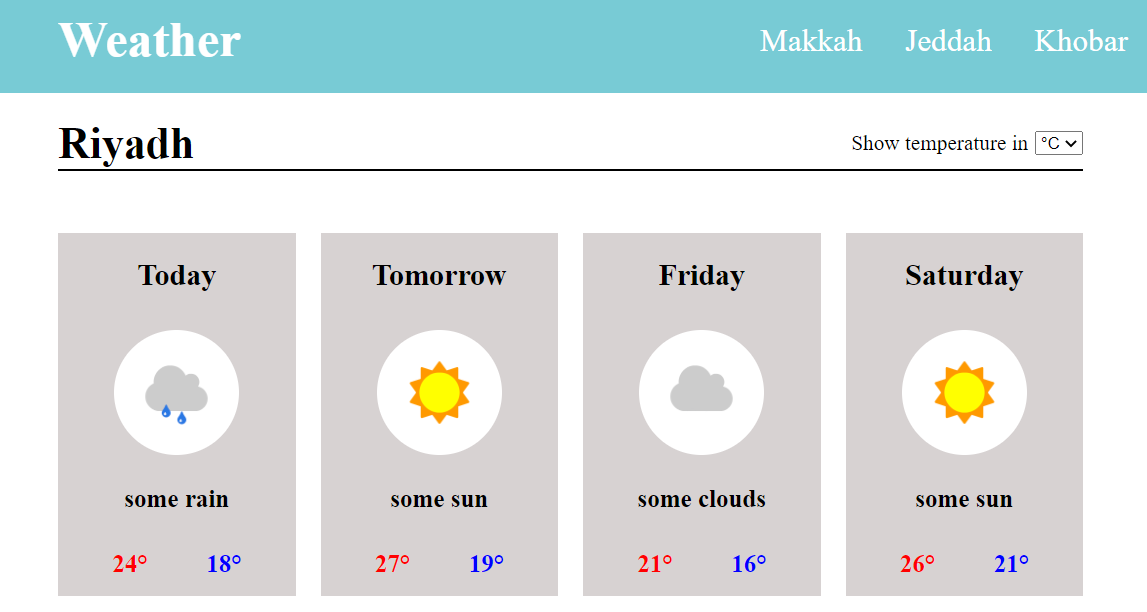 Weather
Makkah Jeddah Khobar
Riyadh
Show temperature in °C
Today
some rain
24° 18°
Tomorrow
some sun
27° 19°
Friday
some clouds
21° 16°
Saturday
some sun
26° 21°